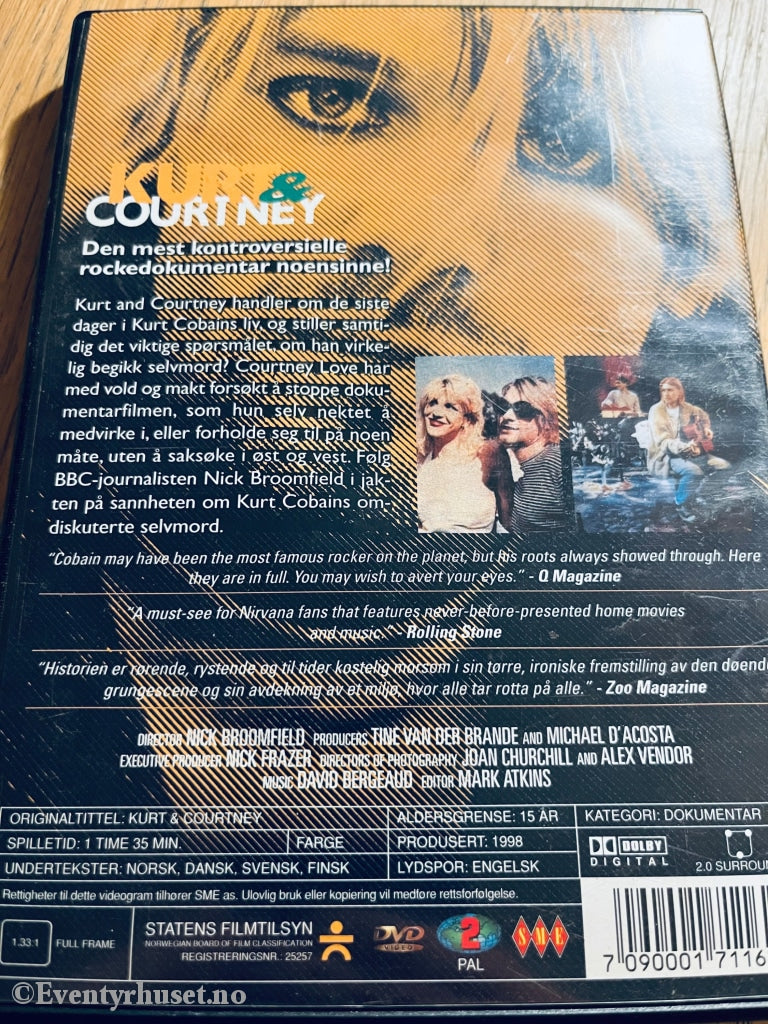 KURT &
COURTNEY
Den mest kontroversielle
rockedokumentar noensinne!
Kurt and Courtney handler om de siste
dager i Kurt Cobains liv, og stiller samti-
dig det viktige spørsmålet, om han virke-
lig begikk selvmord? Courtney Love har
med vold og makt forsøkt å stoppe doku-
mentarfilmen, som hun selv nektet å
medvirke i, eller forholde seg til på noen
måte, uten å saksøke i øst og vest. Følg
BBC-journalisten Nick Broomfield i jak-
ten på sannheten om Kurt Cobains om-
diskuterte selvmord.
"Cobain may have been the most famous rocker on the planet, but his roots always showed through. Here
they are in full. You may wish to avert your eyes." - Q Magazine
"A must-see for Nirvana fans that features never-before-presented home movies
and music." - Rolling Stone
"Historien er rørende, rystende og til tider kostelig morsom i sin tørre, ironiske fremstilling av den døende
grungescene og sin avdekning av et miljø, hvor alle tar rotta på alle." - Zoo Magazine
DIRECTOR NICK BROOMFIELD PRODUCERS TINE VAN DER BRANDE AND MICHAEL D'ACOSTA
EXECUTIVE PRODUCER NICK FRAZER DIRECTORS OF PHOTOGRAPHY JOAN CHURCHILL AND ALEX VENDOR
MUSIC DAVID BERGEAUD EDITOR MARK ATKINS
ORIGINALTITTEL: KURT & COURTNEY ALDERSGRENSE: 15 ÅR KATEGORI: DOKUMENTAR
SPILLETID: 1 TIME 35 MIN. FARGE PRODUSERT: 1998 DOLBY
DIGITAL 2.0 SURROUN
UNDERTEKSTER: NORSK, DANSK, SVENSK, FINSK LYDSPOR: ENGELSK
Rettigheter til dette videogram tilhører SME as. Ulovlig bruk eller kopiering vil medføre rettsforfølgelse.
1.33:1 FULL FRAME
STATENS FILMTILSYN
NORWEGIAN BOARD OF FILM CLASSIFICATION
REGISTRERINGSNR.: 25257
DVD
VIDEO
2
PAL
SME
7 090001 7116
©Eventyrhuset.no